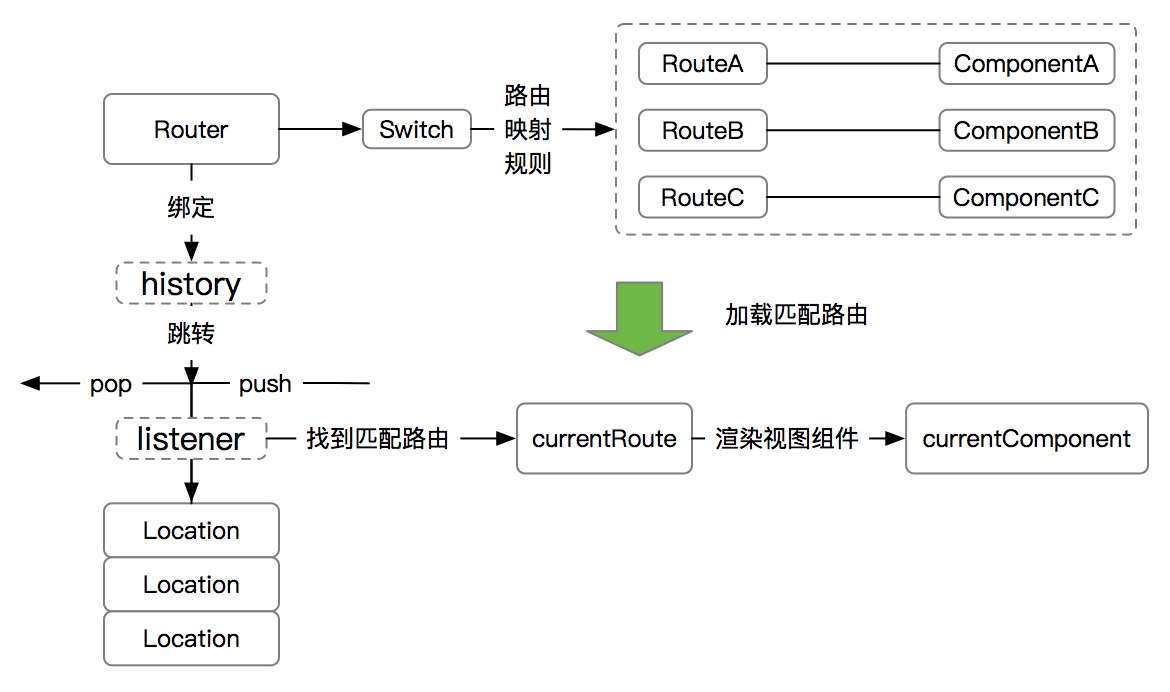 RouteA
ComponentA
Router
Switch
路由
映射
规则
RouteB
ComponentB
RouteC
ComponentC
绑定
history
跳转
加载匹配路由
pop
push
listener
找到匹配路由
currentRoute
渲染视图组件
currentComponent
Location
Location
Location